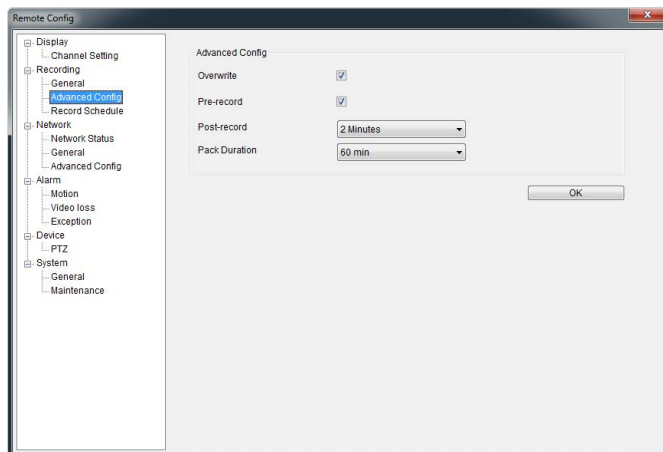 Remote Config
Display
Channel Setting
Recording
General
Advanced Config
Record Schedule
Network
Network Status
General
Advanced Config
Alarm
Motion
Video loss
Exception
Device
PTZ
System
General
Maintenance
Advanced Config
Overwrite
Pre-record
Post-record 2 Minutes
Pack Duration 60 min
OK